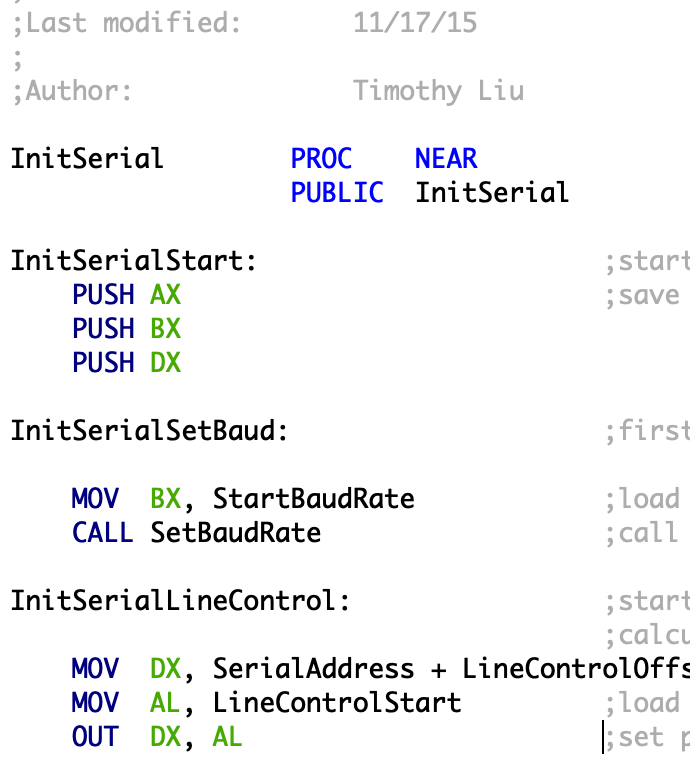 ;
;Last modified: 11/17/15
;
;Author: Timothy Liu
InitSerial PROC NEAR
PUBLIC InitSerial
InitSerialStart: ;start
PUSH AX ;save
PUSH BX
PUSH DX
InitSerialSetBaud: ;first
MOV BX, StartBaudRate ;load
CALL SetBaudRate ;call
InitSerialLineControl: ;start
;calcu
MOV DX, SerialAddress + LineControlOffs
MOV AL, LineControlStart ;load
OUT DX, AL ;set p